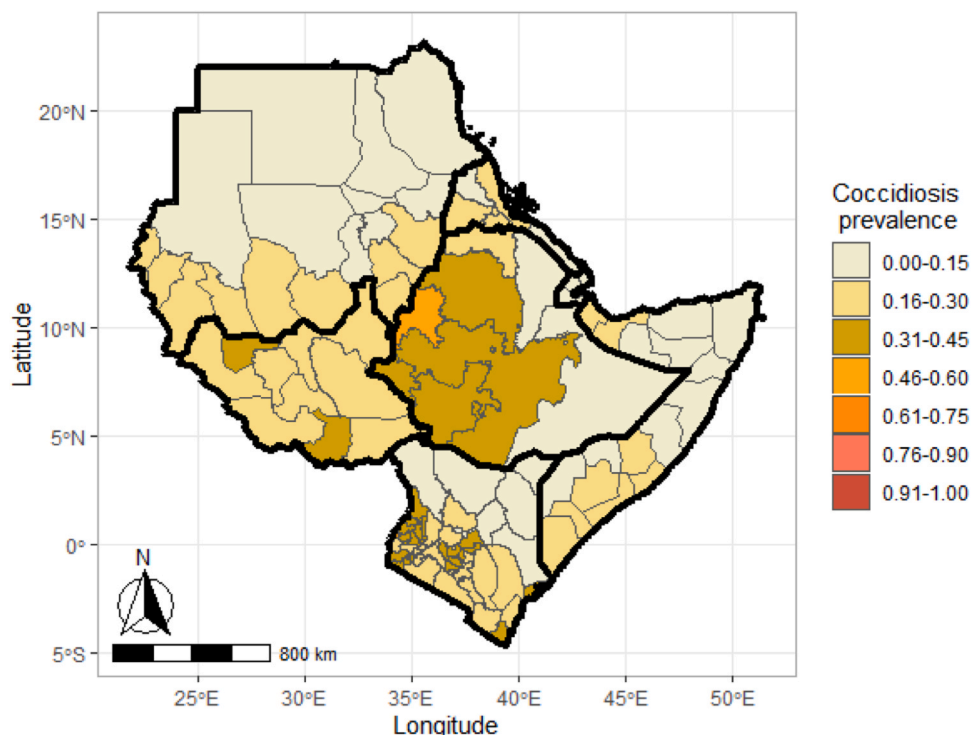 Coccidiosis
prevalence
0.00-0.15
0.16-0.30
0.31-0.45
0.46-0.60
0.61-0.75
0.76-0.90
0.91-1.00
Latitude
20°N
15°N
10°N
5°N
0°
5°S
N
800 km
25°E
30°E
35°E
40°E
45°E
50°E
Longitude